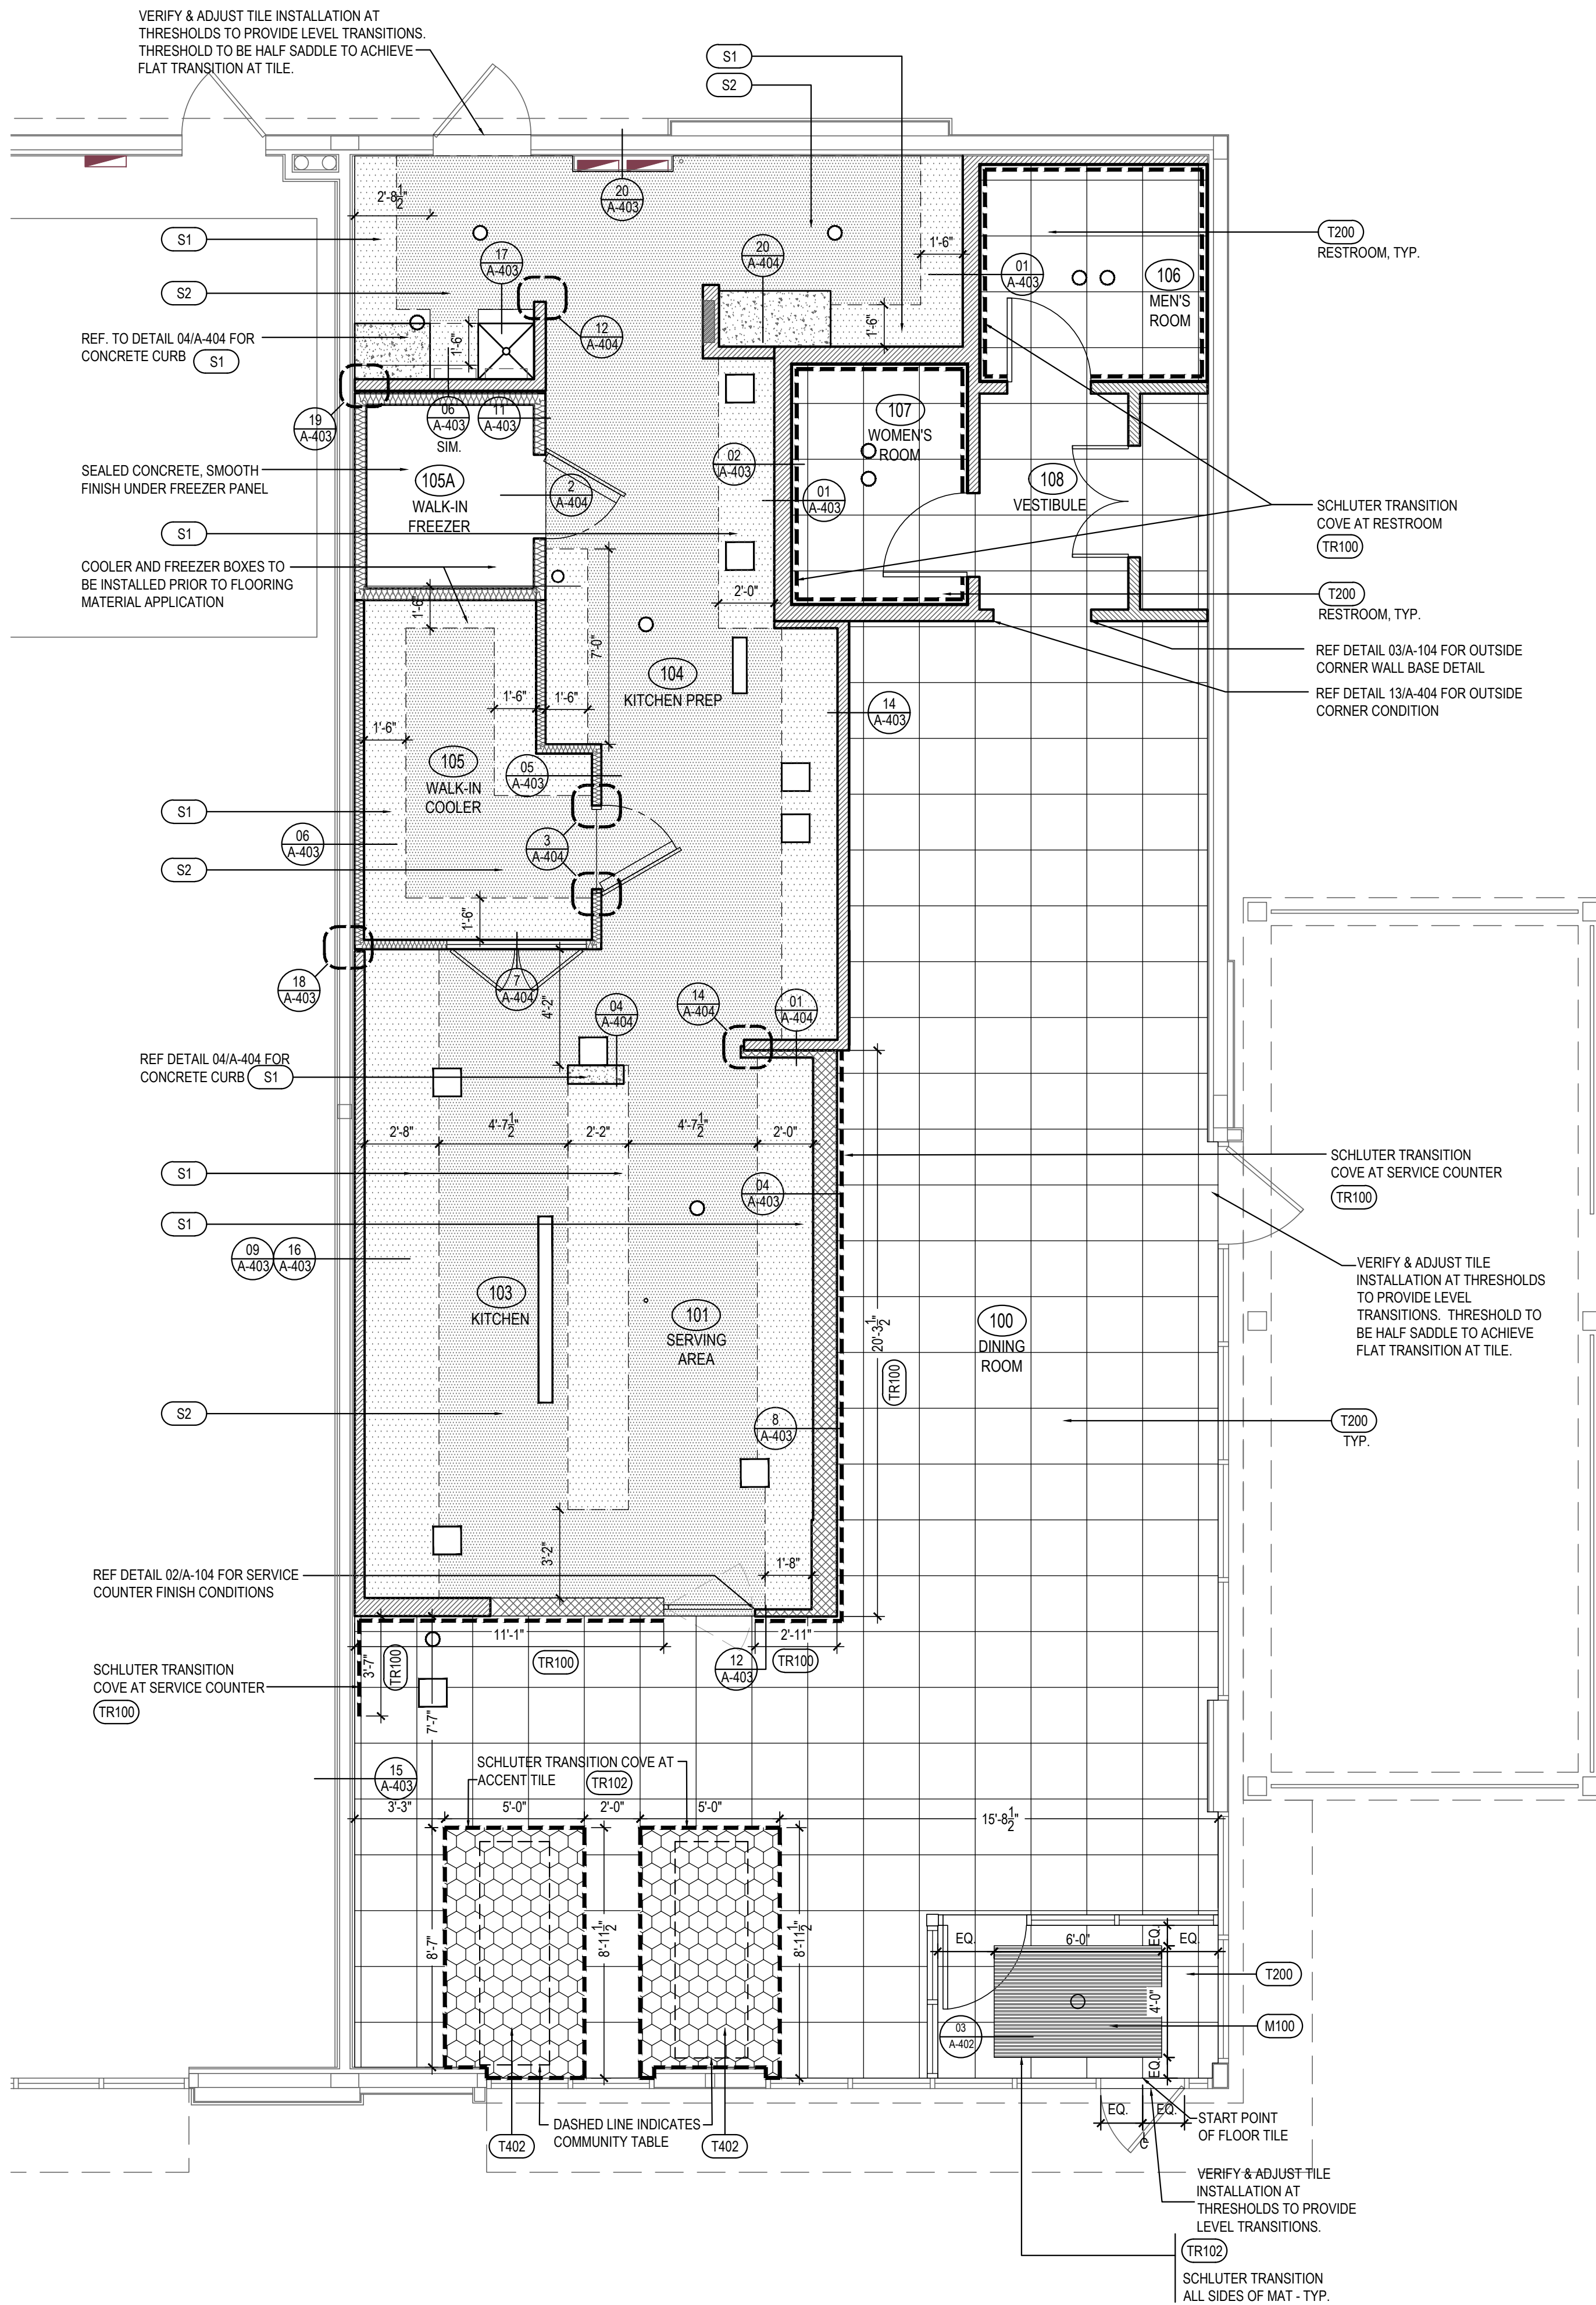 VERIFY & ADJUST TILE INSTALLATION AT
THRESHOLDS TO PROVIDE LEVEL TRANSITIONS.
THRESHOLD TO BE HALF SADDLE TO ACHIEVE
FLAT TRANSITION AT TILE.
S1
S2
20
A-403
2'-8 1/2"
S1
17
A-403
20
A-404
1'-6"
01
A-403
T200
RESTROOM, TYP.
106
MEN'S
ROOM
S2
12
A-404
1'-6"
1'-6"
REF. TO DETAIL 04/A-404 FOR
CONCRETE CURB
S1
19
A-403
06
A-403
SIM.
11
A-403
107
WOMEN'S
ROOM
02
A-403
SEALED CONCRETE, SMOOTH
FINISH UNDER FREEZER PANEL
105A
WALK-IN
FREEZER
2
A-404
01
A-403
108
VESTIBULE
SCHLUTER TRANSITION
COVE AT RESTROOM
TR100
S1
COOLER AND FREEZER BOXES TO
BE INSTALLED PRIOR TO FLOORING
MATERIAL APPLICATION
1'-6"
2'-0"
T200
RESTROOM, TYP.
7'-0"
REF DETAIL 03/A-104 FOR OUTSIDE
CORNER WALL BASE DETAIL
104
KITCHEN PREP
REF DETAIL 13/A-404 FOR OUTSIDE
CORNER CONDITION
1'-6"
1'-6"
14
A-403
1'-6"
105
WALK-IN
COOLER
05
A-403
S1
06
A-403
3
A-404
S2
1'-6"
18
A-403
7
A-404
4'-2"
04
A-404
14
A-404
01
A-404
REF DETAIL 04/A-404 FOR
CONCRETE CURB
S1
2'-8"
4'-7 1/2"
2'-2"
4'-7 1/2"
2'-0"
SCHLUTER TRANSITION
COVE AT SERVICE COUNTER
TR100
S1
04
A-403
S1
09
A-403
16
A-403
VERIFY & ADJUST TILE
INSTALLATION AT THRESHOLDS
TO PROVIDE LEVEL
TRANSITIONS. THRESHOLD TO
BE HALF SADDLE TO ACHIEVE
FLAT TRANSITION AT TILE.
103
KITCHEN
101
SERVING
AREA
20'-3 1/2"
TR100
100
DINING
ROOM
S2
8
A-403
T200
TYP.
3'-2"
1'-8"
REF DETAIL 02/A-104 FOR SERVICE
COUNTER FINISH CONDITIONS
11'-1"
2'-11"
3'-7"
TR100
TR100
12
A-403
TR100
SCHLUTER TRANSITION
COVE AT SERVICE COUNTER
TR100
7'-7"
15
A-403
SCHLUTER TRANSITION COVE AT
ACCENT TILE
TR102
3'-3"
5'-0"
2'-0"
5'-0"
15'-8 1/2"
8'-7"
8'-11 1/2"
8'-11 1/2"
EQ.
6'-0"
EQ.
EQ.
T200
4'-0"
M100
03
A-402
EQ.
EQ.
EQ.
START POINT
OF FLOOR TILE
DASHED LINE INDICATES
COMMUNITY TABLE
T402
T402
VERIFY & ADJUST TILE
INSTALLATION AT
THRESHOLDS TO PROVIDE
LEVEL TRANSITIONS.
TR102
SCHLUTER TRANSITION
ALL SIDES OF MAT - TYP.